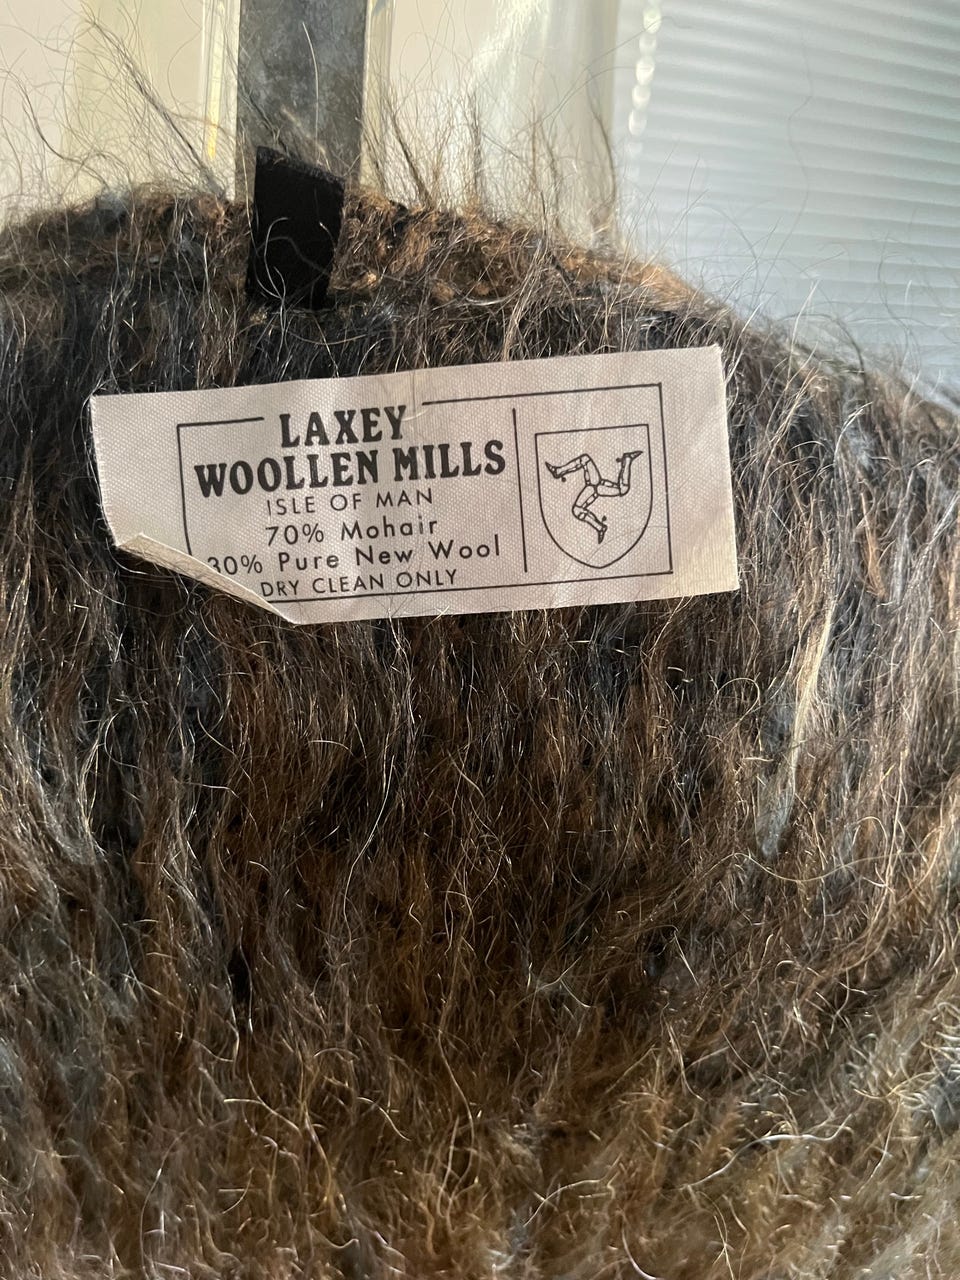 LAXEY
WOOLLEN MILLS
ISLE OF MAN
70% Mohair
30% Pure New Wool
DRY CLEAN ONLY